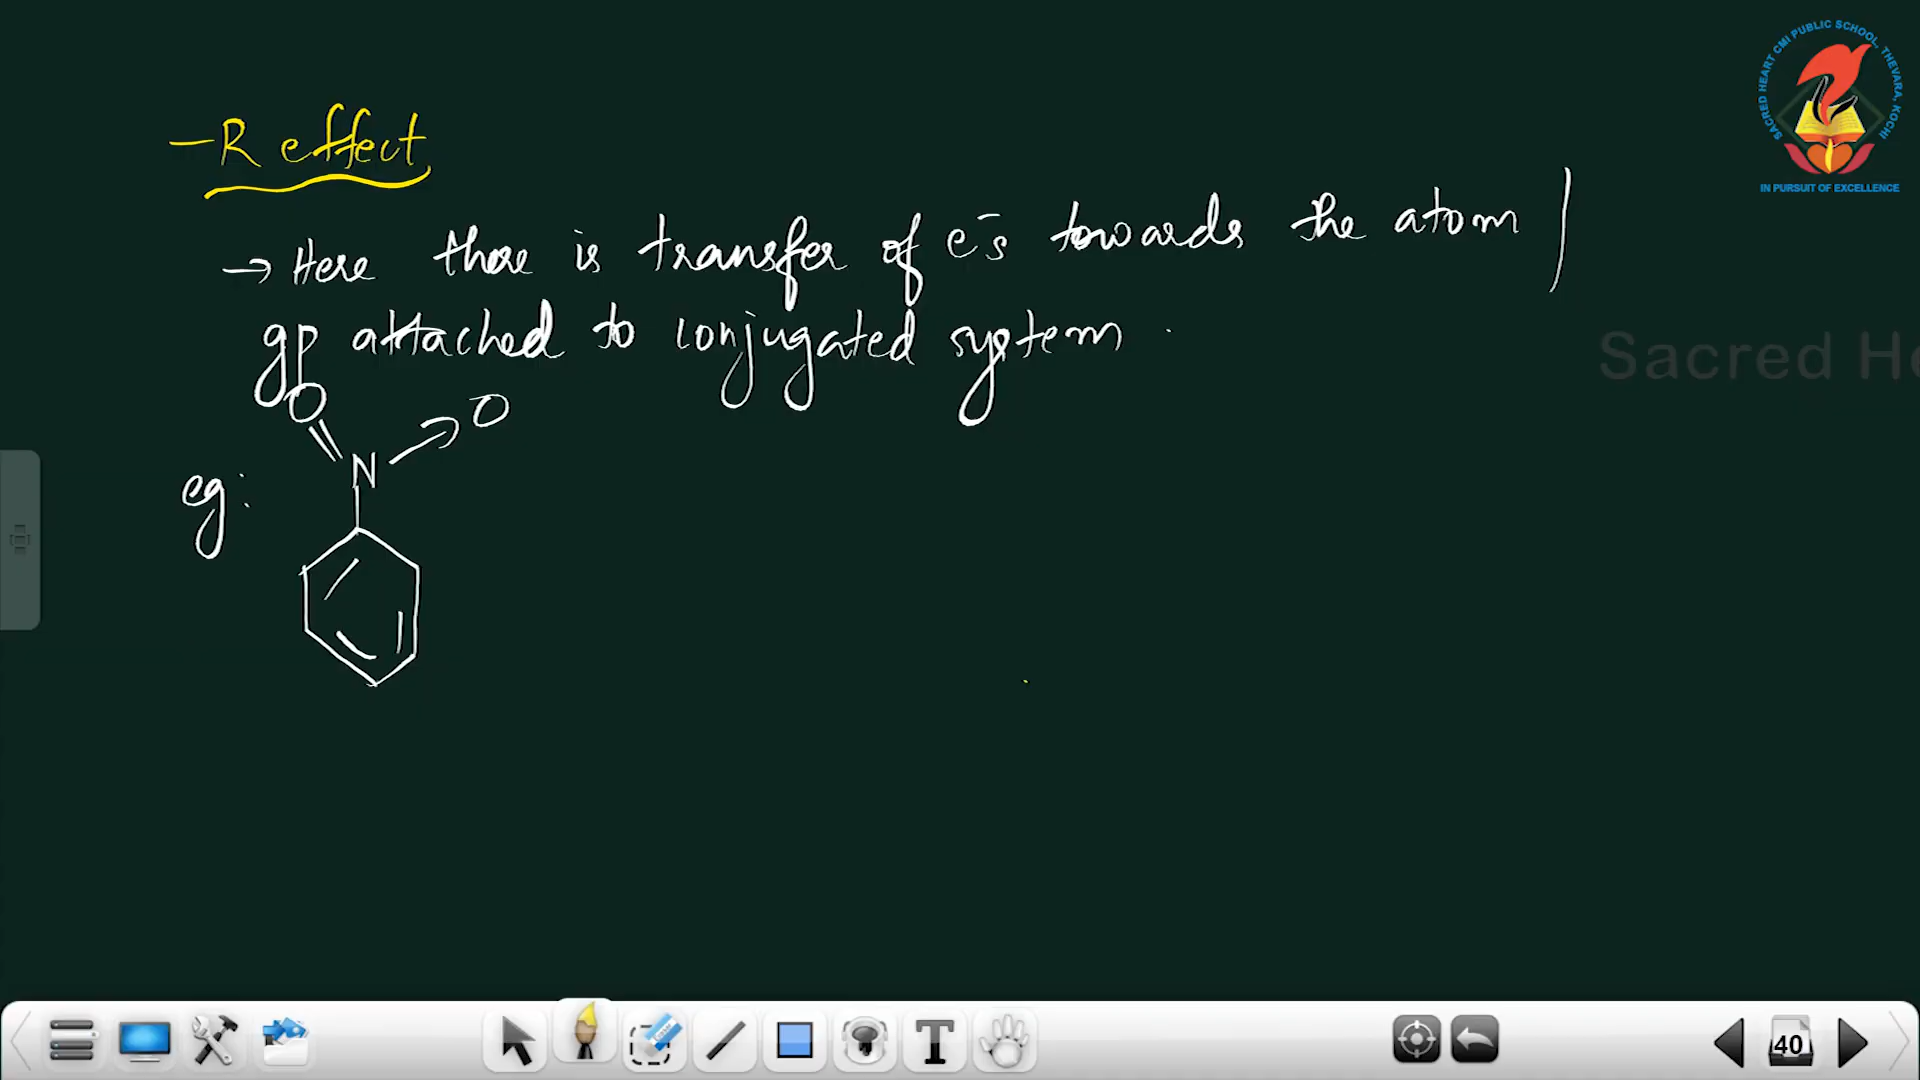 SACRED HEART CMI PUBLIC SCHOOL, THEVARA, KOCHI
IN PURSUIT OF EXCELLENCE
-R effect
→ Here there is transfer of e⁻s towards the atom /
gp attached to conjugated system.
Sacred He
O
O
N
eg:
T
40